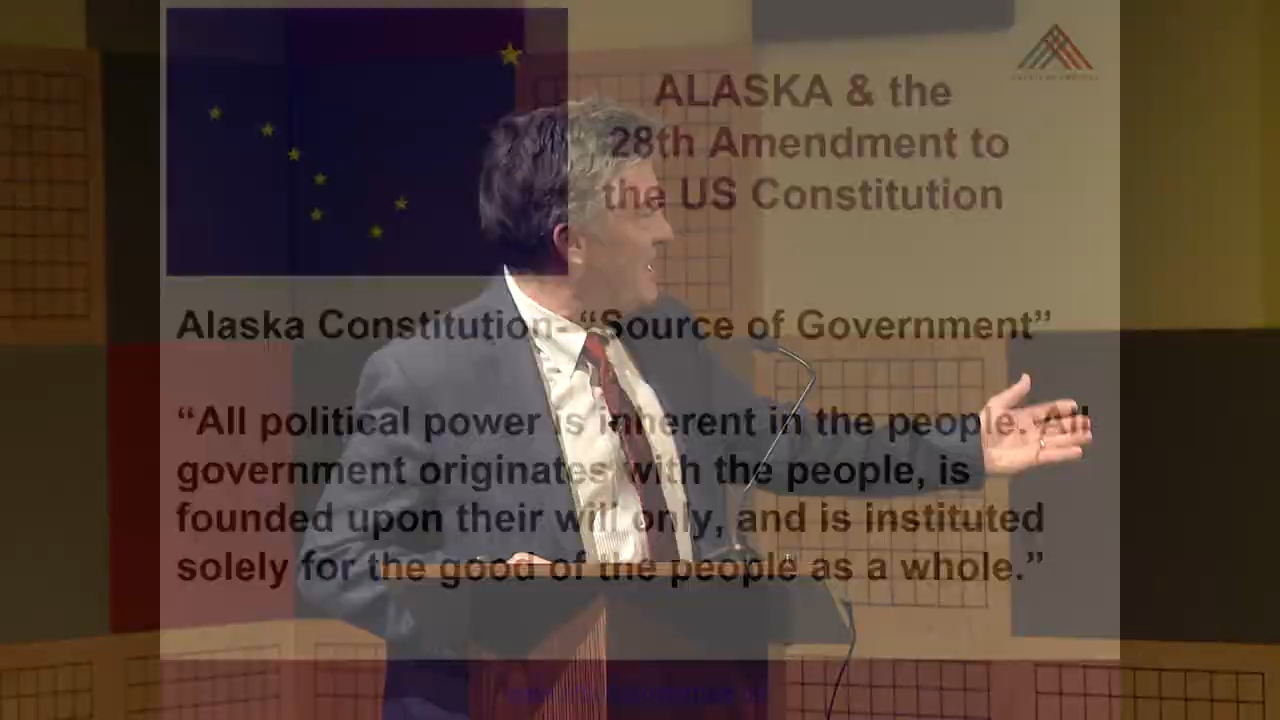 ALASKA & the
28th Amendment to
the US Constitution
Alaska Constitution- “Source of Government”
“All political power is inherent in the people. All
government originates with the people, is
founded upon their will only, and is instituted
solely for the good of the people as a whole.”